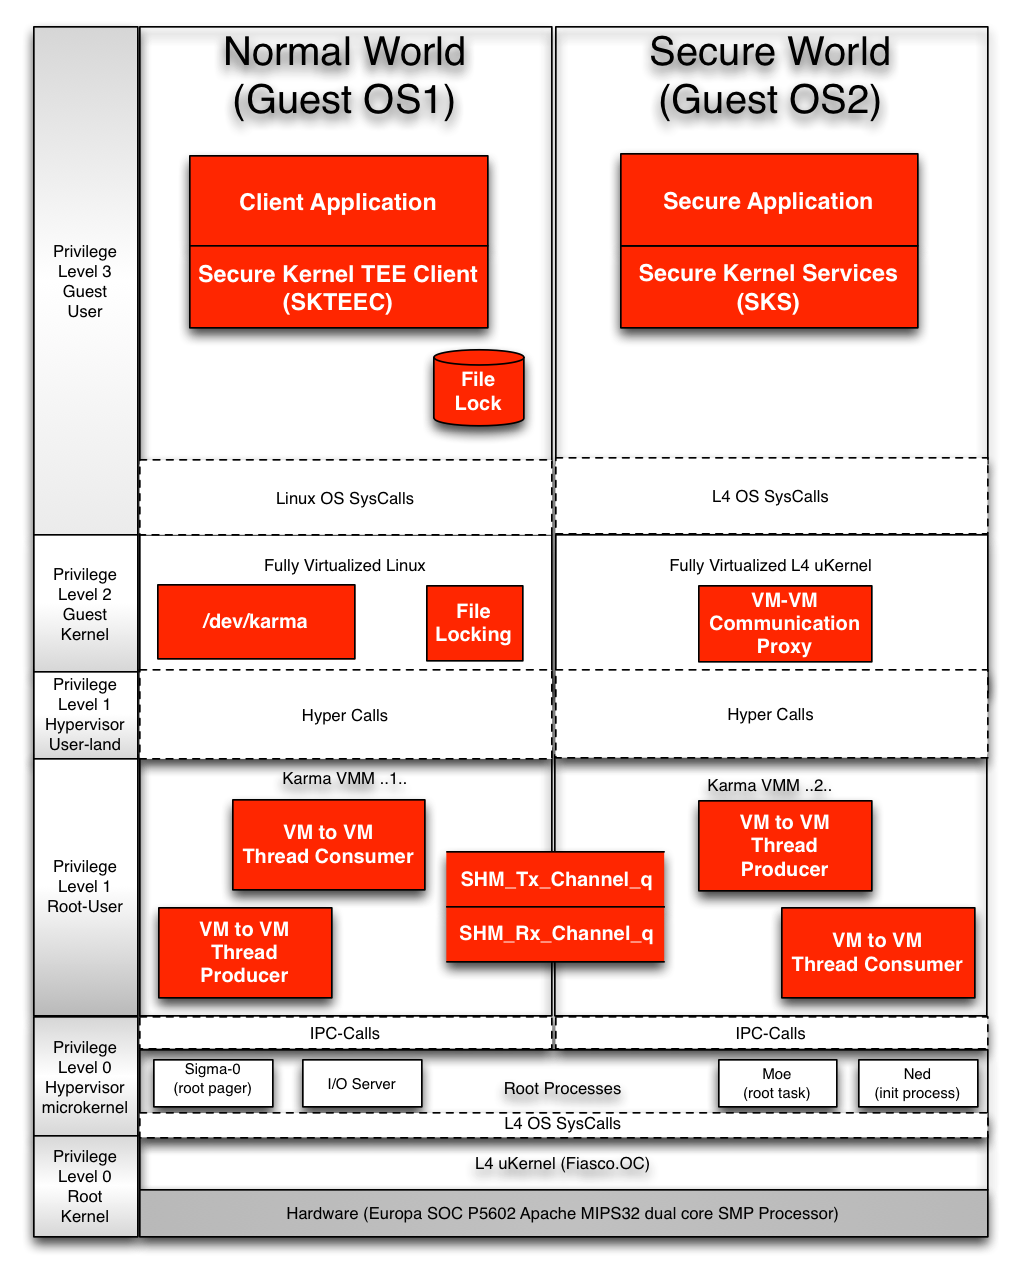 Normal World
(Guest OS1)
Secure World
(Guest OS2)
Privilege
Level 3
Guest
User
Client Application
Secure Kernel TEE Client
(SKTEEC)
File
Lock
Secure Application
Secure Kernel Services
(SKS)
Linux OS SysCalls
L4 OS SysCalls
Privilege
Level 2
Guest
Kernel
Fully Virtualized Linux
/dev/karma
File
Locking
Fully Virtualized L4 uKernel
VM-VM
Communication
Proxy
Privilege
Level 1
Hypervisor
User-land
Hyper Calls
Hyper Calls
Privilege
Level 1
Root-User
Karma VMM ..1..
VM to VM
Thread Consumer
VM to VM
Thread
Producer
SHM_Tx_Channel_q
SHM_Rx_Channel_q
Karma VMM ..2..
VM to VM
Thread
Producer
VM to VM
Thread Consumer
Privilege
Level 0
Hypervisor
microkernel
IPC-Calls
IPC-Calls
Sigma-0
(root pager)
I/O Server
Root Processes
Moe
(root task)
Ned
(init process)
L4 OS SysCalls
Privilege
Level 0
Root
Kernel
L4 uKernel (Fiasco.OC)
Hardware (Europa SOC P5602 Apache MIPS32 dual core SMP Processor)